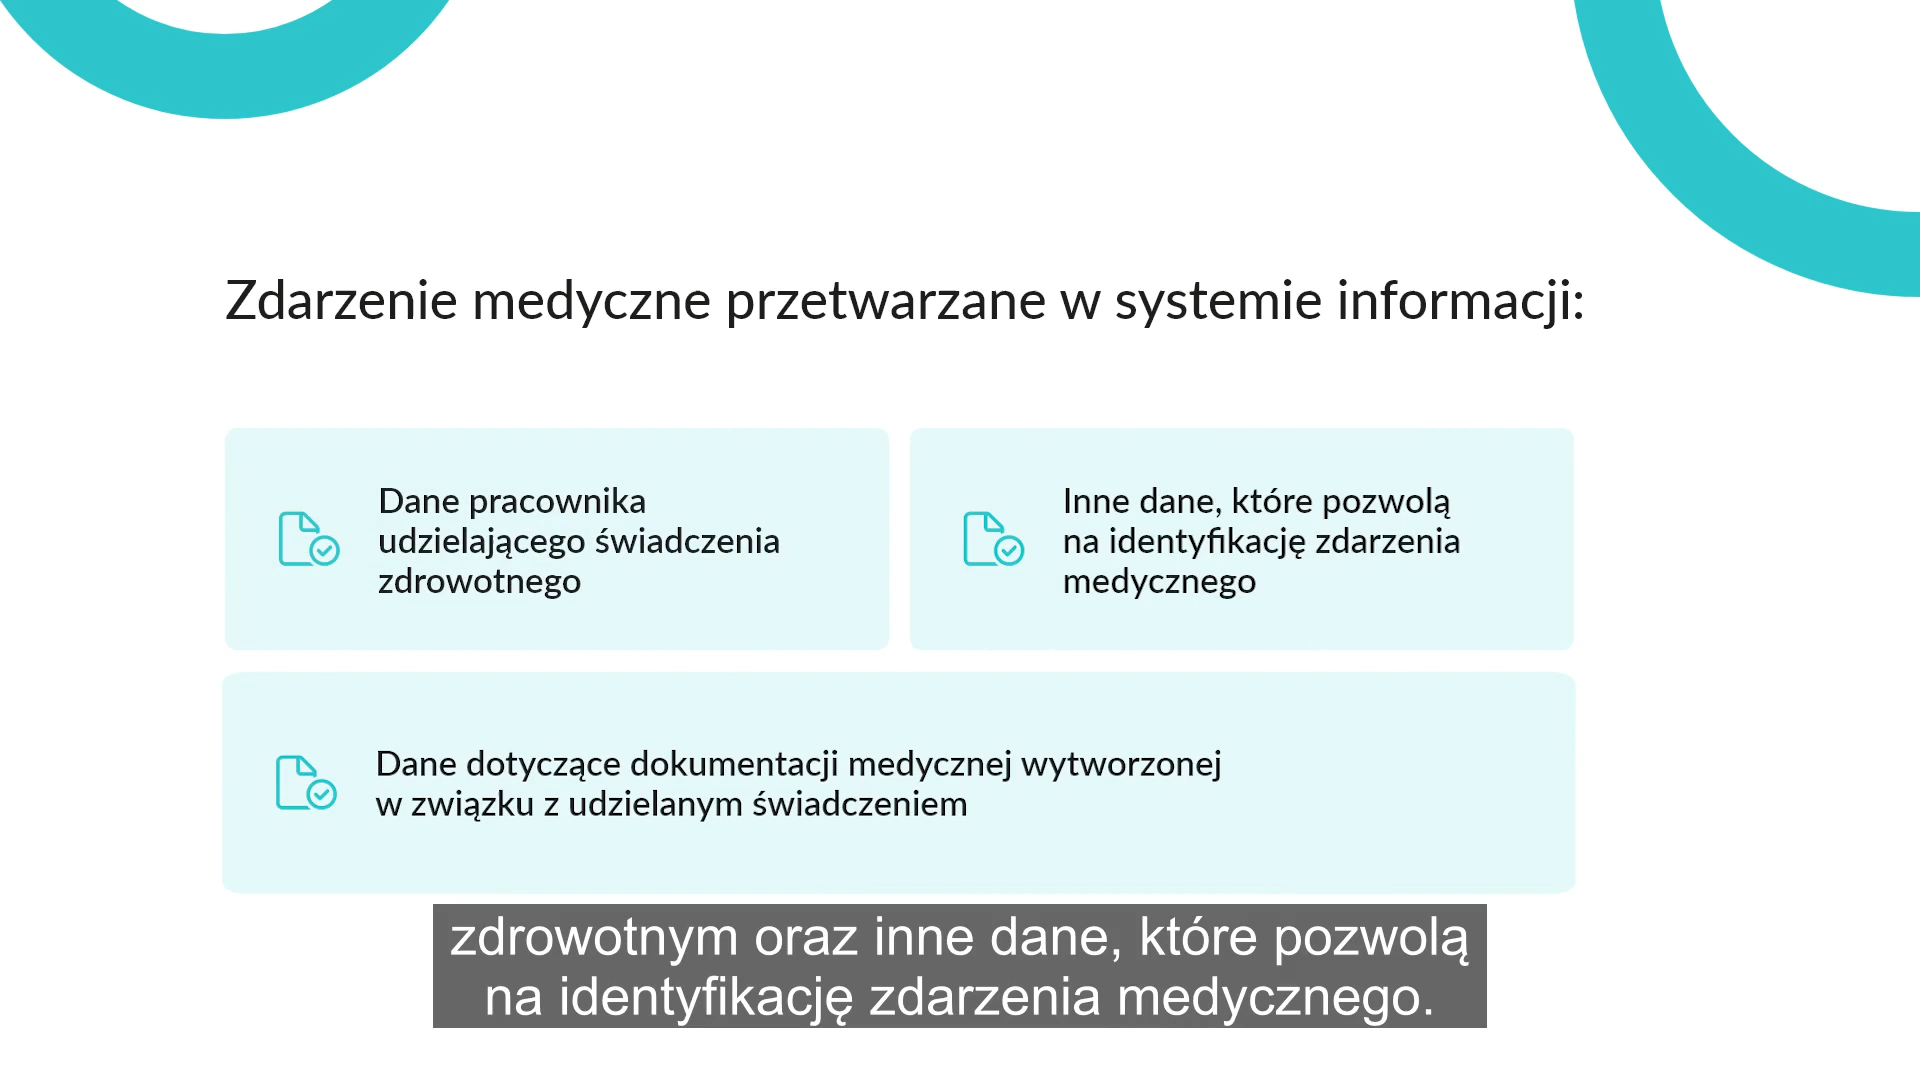 Zdarzenie medyczne przetwarzane w systemie informacji:
Dane pracownika
udzielającego świadczenia
zdrowotnego
Inne dane, które pozwolą
na identyfikację zdarzenia
medycznego
Dane dotyczące dokumentacji medycznej wytworzonej
w związku z udzielanym świadczeniem
zdrowotnym oraz inne dane, które pozwolą
na identyfikację zdarzenia medycznego.